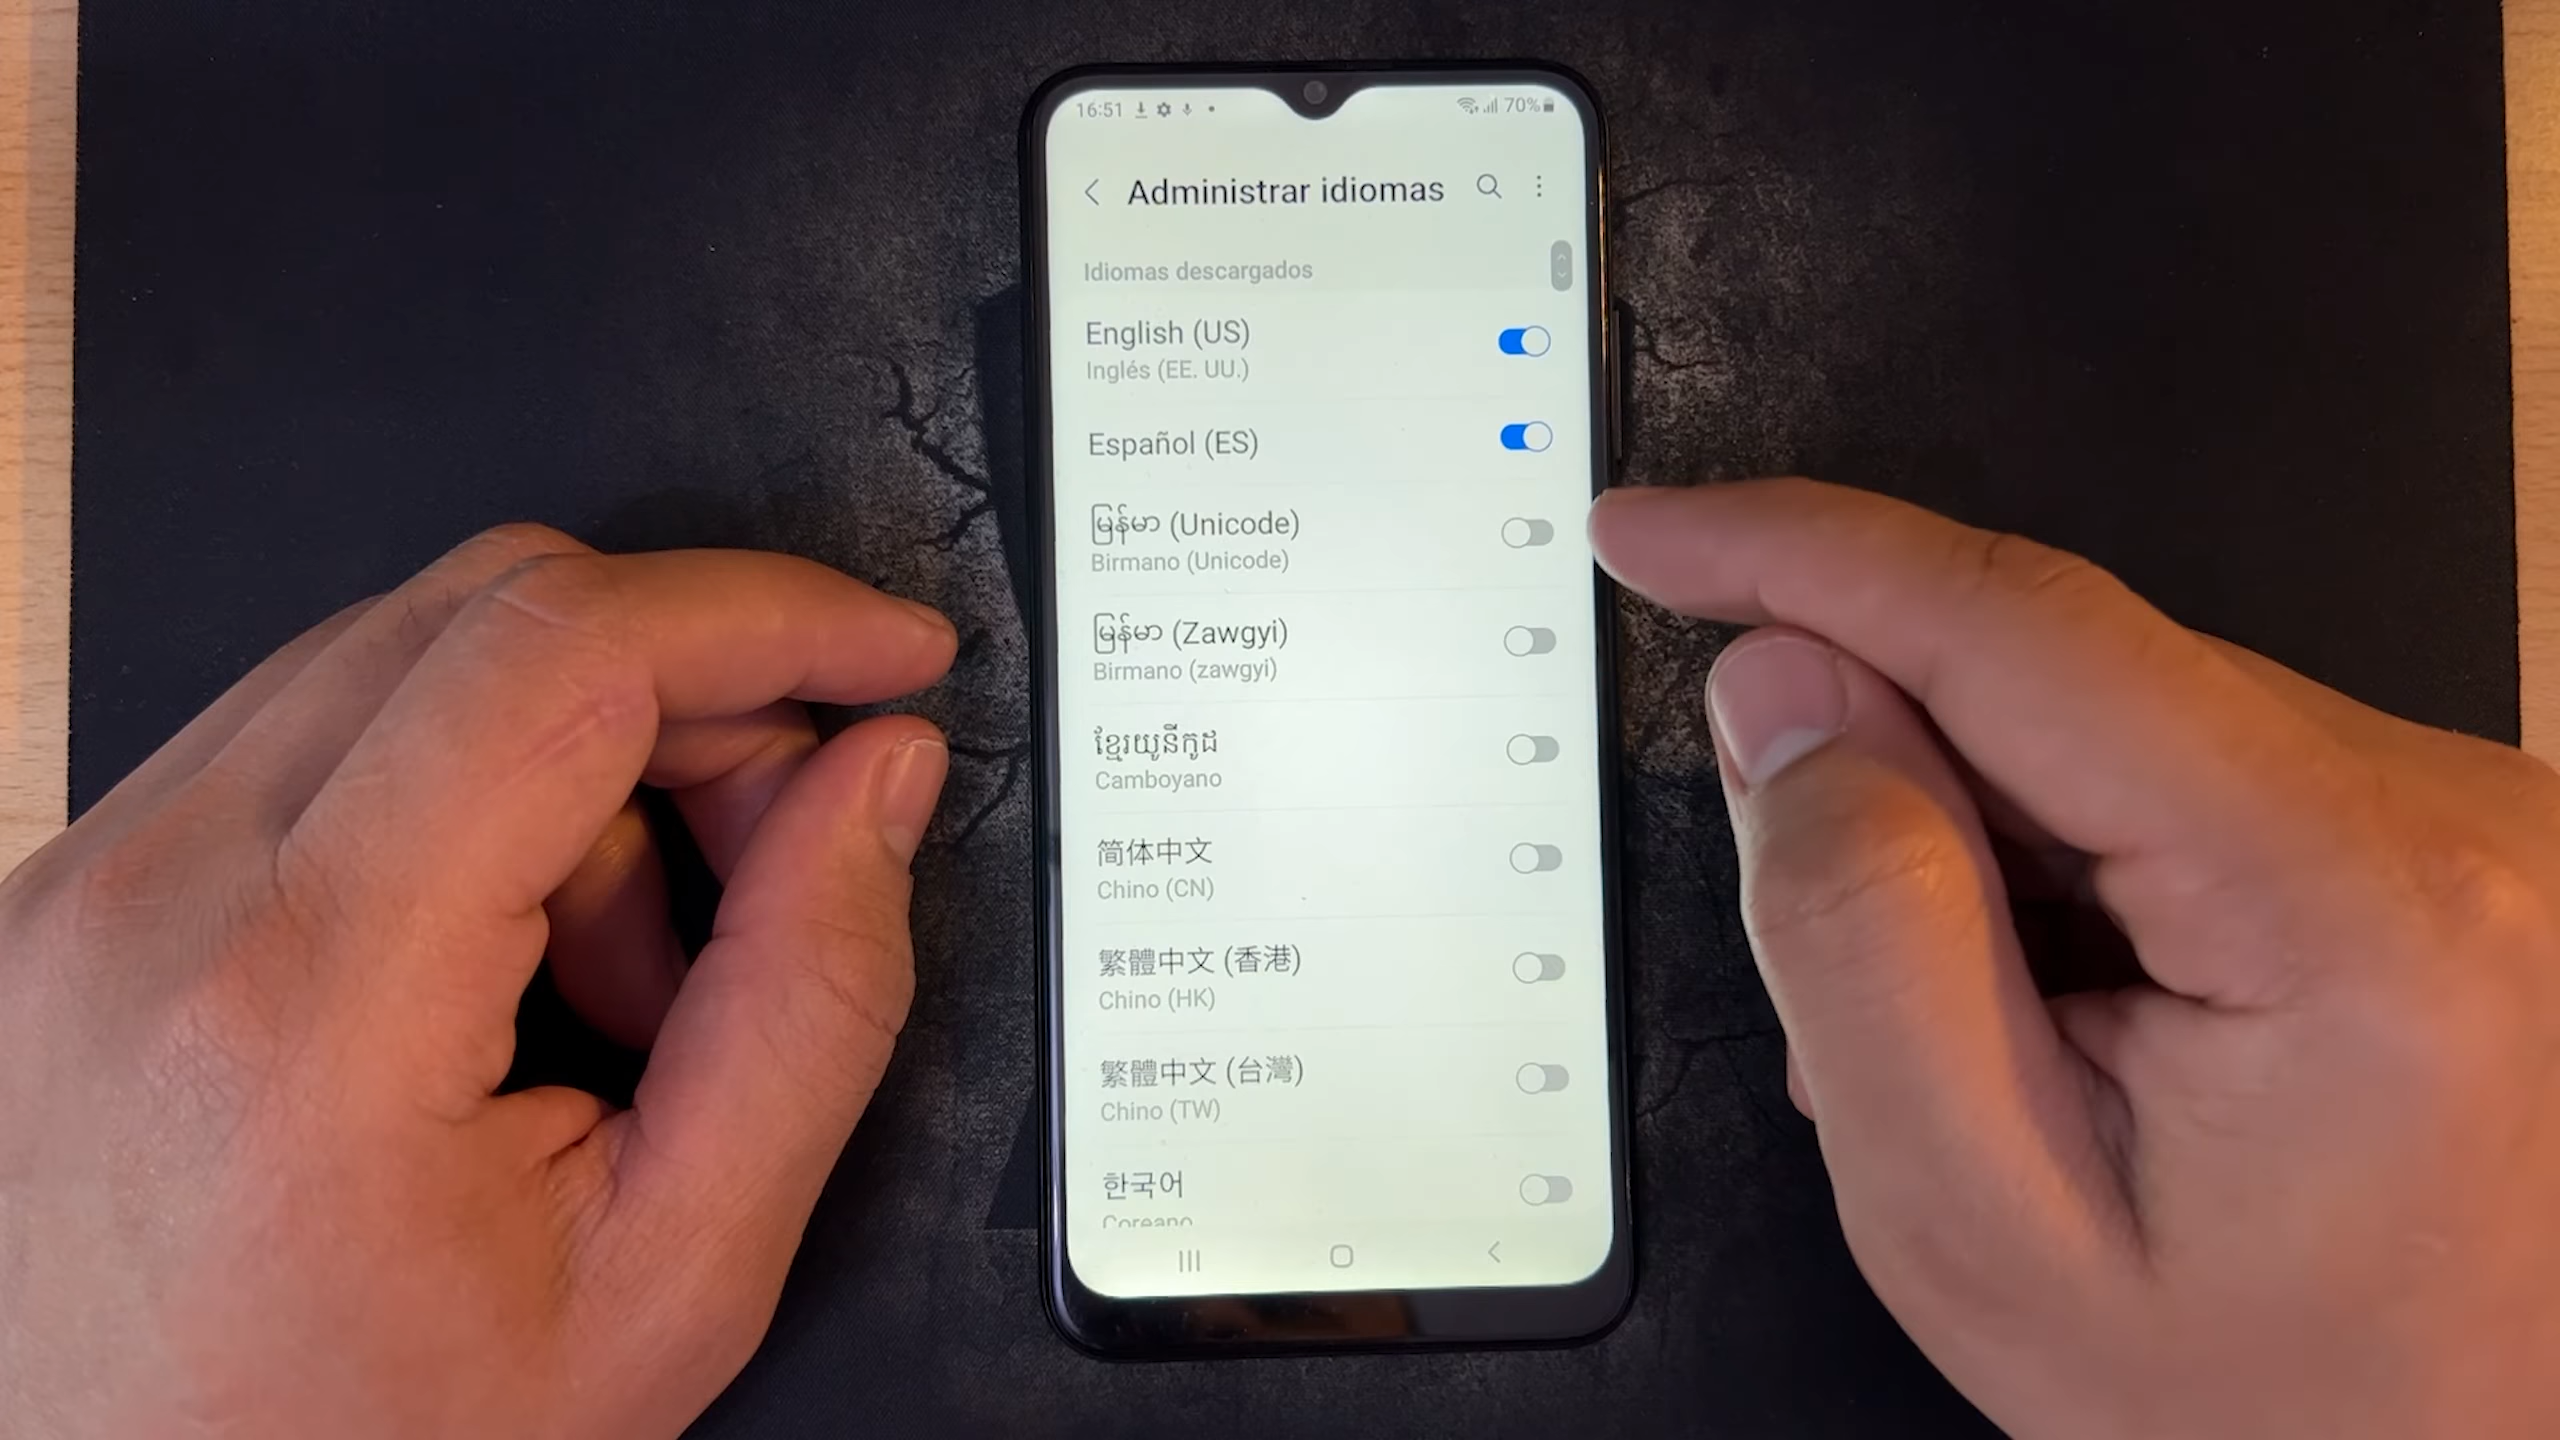 16:51
70%
Administrar idiomas
Idiomas descargados
English (US)
Inglés (EE. UU.)
Español (ES)
မြန်မာ (Unicode)
Birmano (Unicode)
မြန်မာ (Zawgyi)
Birmano (zawgyi)
ខ្មែរយូនីកូដ
Camboyano
简体中文
Chino (CN)
繁體中文 (香港)
Chino (HK)
繁體中文 (台灣)
Chino (TW)
한국어
Coreano